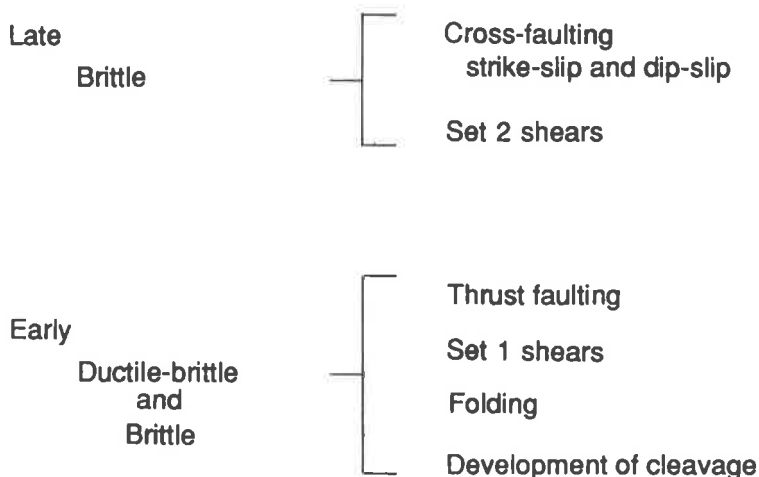 Late
Brittle
Cross-faulting
strike-slip and dip-slip
Set 2 shears
Early
Ductile-brittle
and
Brittle
Thrust faulting
Set 1 shears
Folding
Development of cleavage